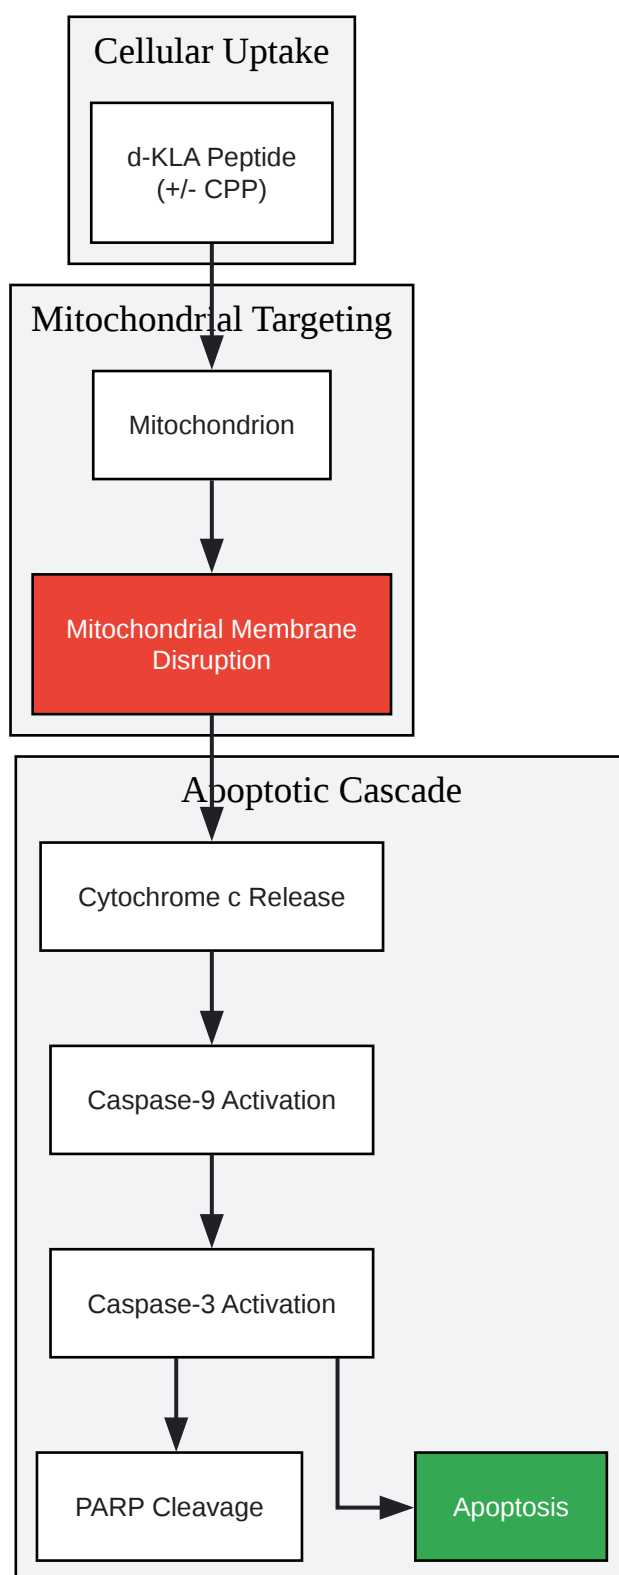 Cellular Uptake
d-KLA Peptide
(+/- CPP)
Mitochondrial Targeting
Mitochondrion
Mitochondrial Membrane
Disruption
Apoptotic Cascade
Cytochrome c Release
Caspase-9 Activation
Caspase-3 Activation
PARP Cleavage
Apoptosis